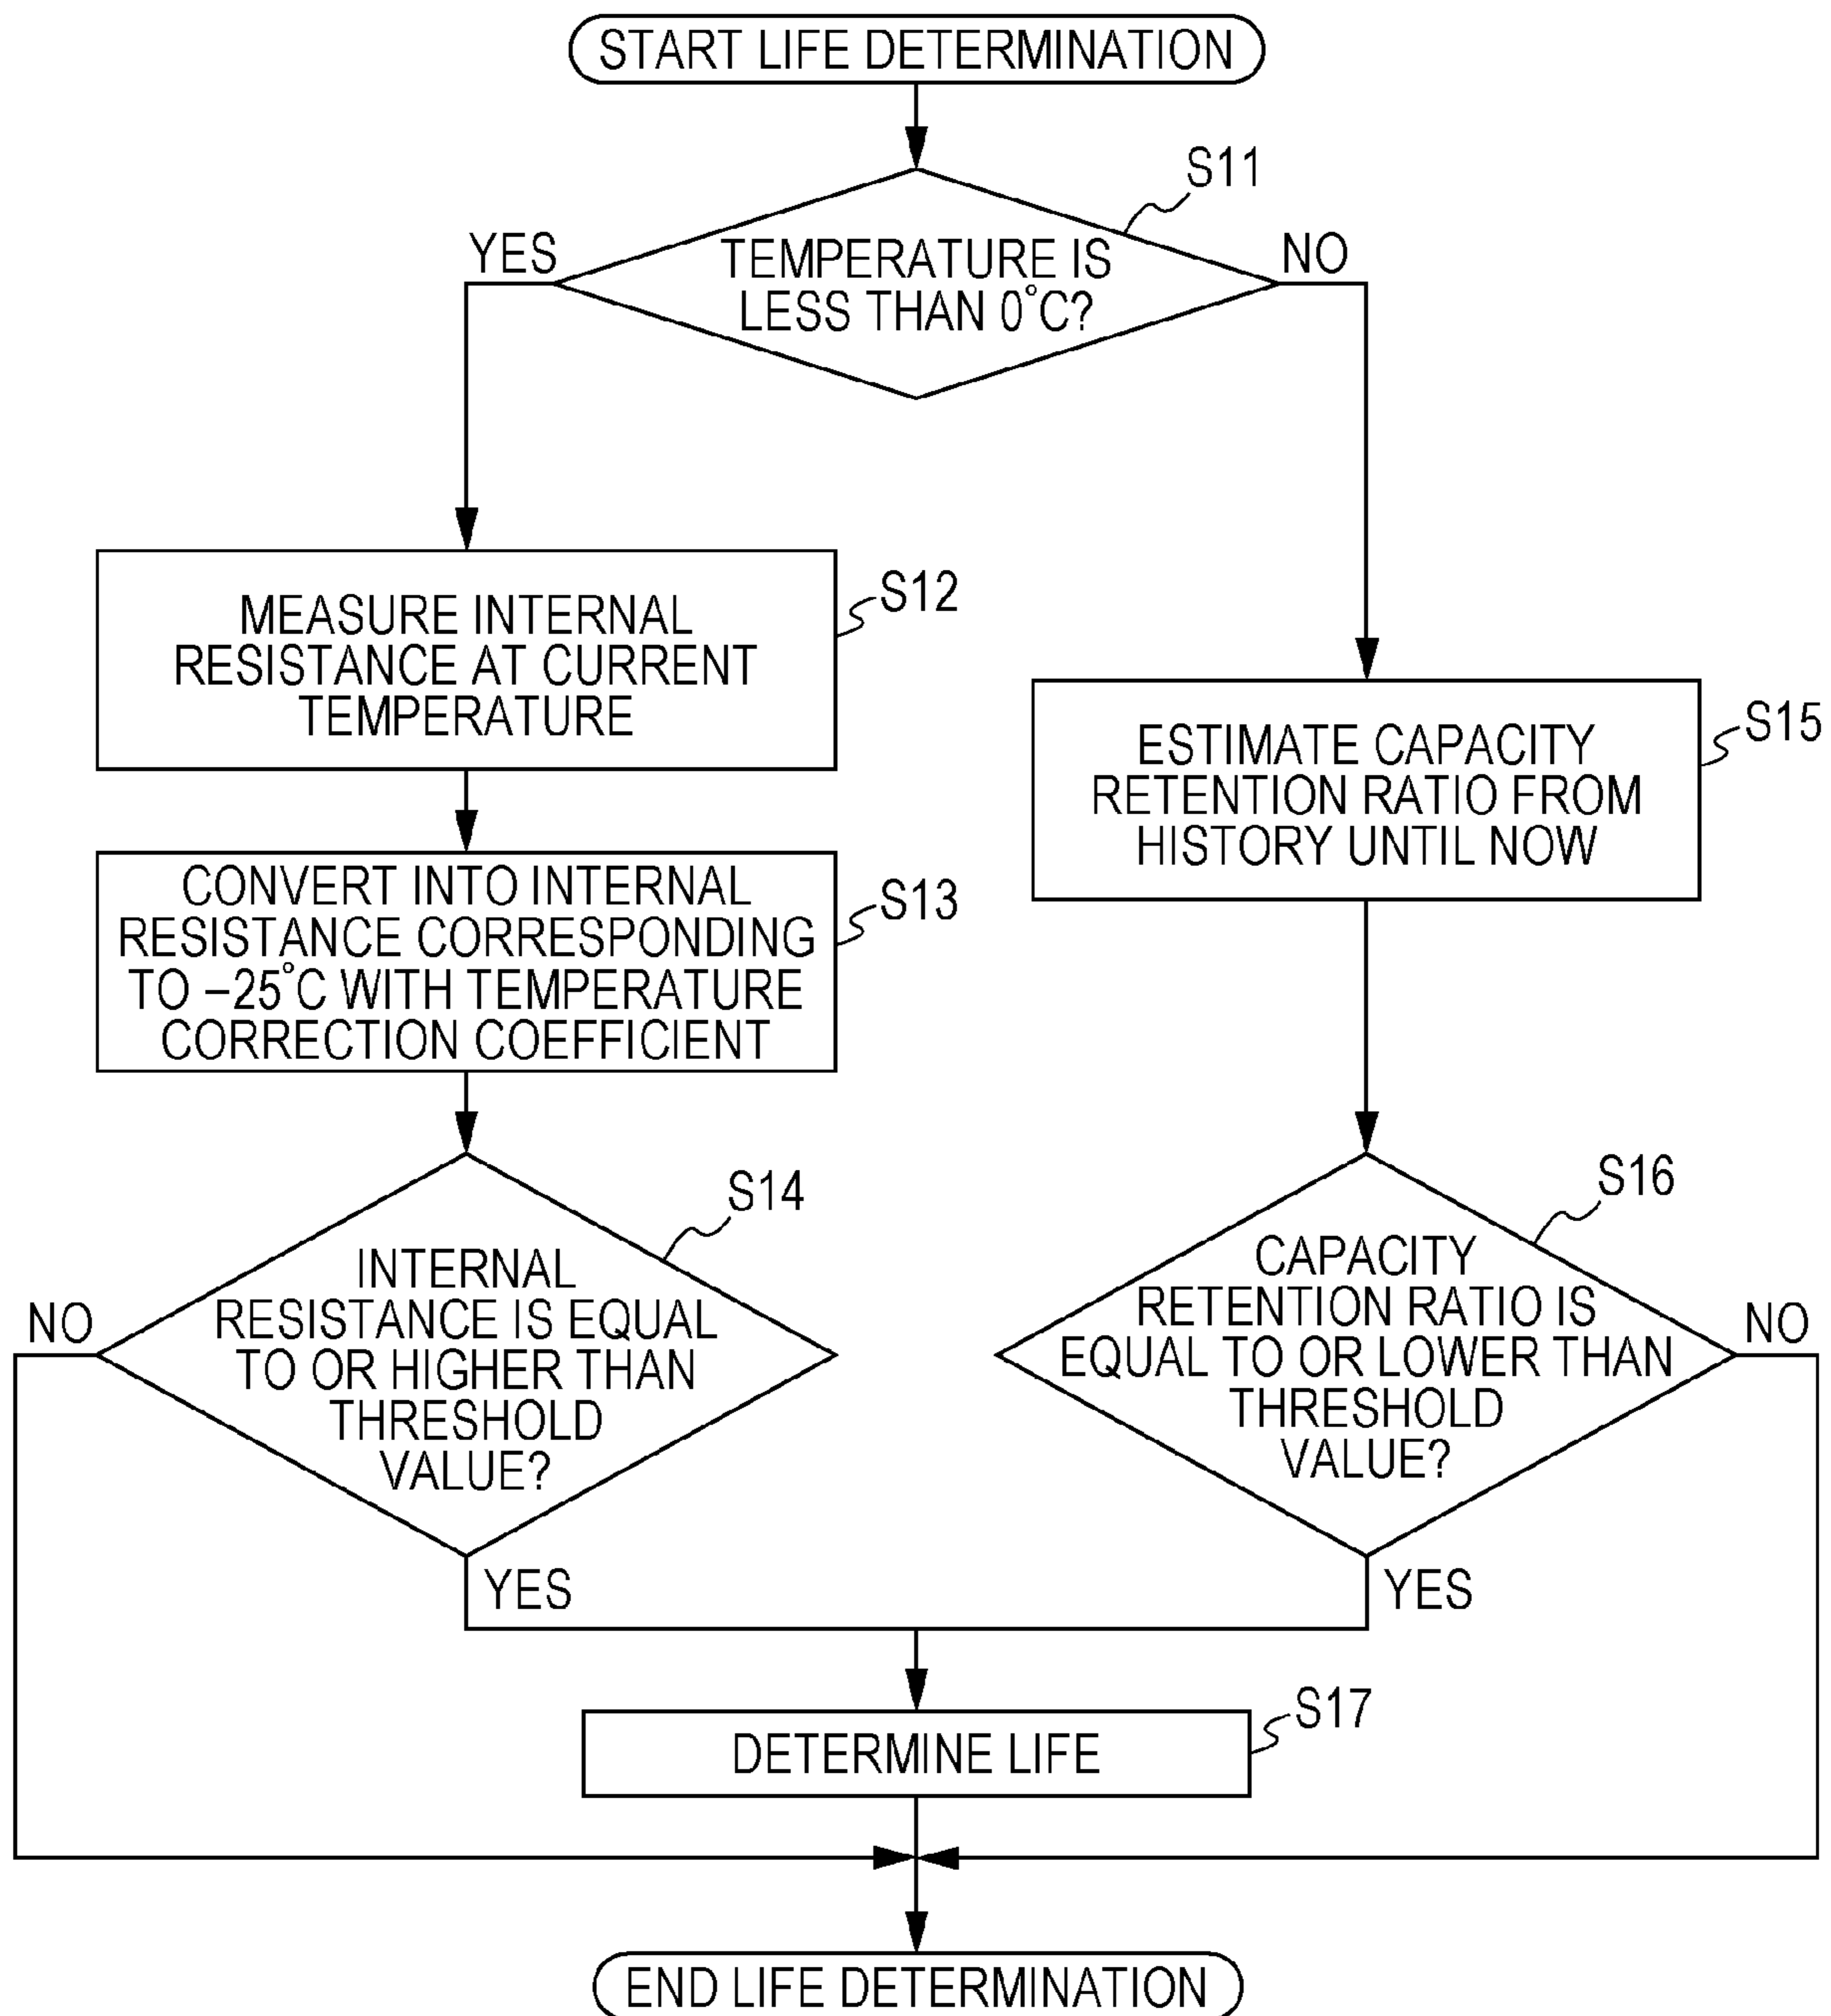 START LIFE DETERMINATION
S11
YES
NO
TEMPERATURE IS
LESS THAN 0°C?
S12
MEASURE INTERNAL
RESISTANCE AT CURRENT
TEMPERATURE
S15
ESTIMATE CAPACITY
RETENTION RATIO FROM
HISTORY UNTIL NOW
S13
CONVERT INTO INTERNAL
RESISTANCE CORRESPONDING
TO –25°C WITH TEMPERATURE
CORRECTION COEFFICIENT
S14
NO
INTERNAL
RESISTANCE IS EQUAL
TO OR HIGHER THAN
THRESHOLD
VALUE?
YES
S16
CAPACITY
RETENTION RATIO IS
EQUAL TO OR LOWER THAN
THRESHOLD
VALUE?
NO
YES
S17
DETERMINE LIFE
END LIFE DETERMINATION